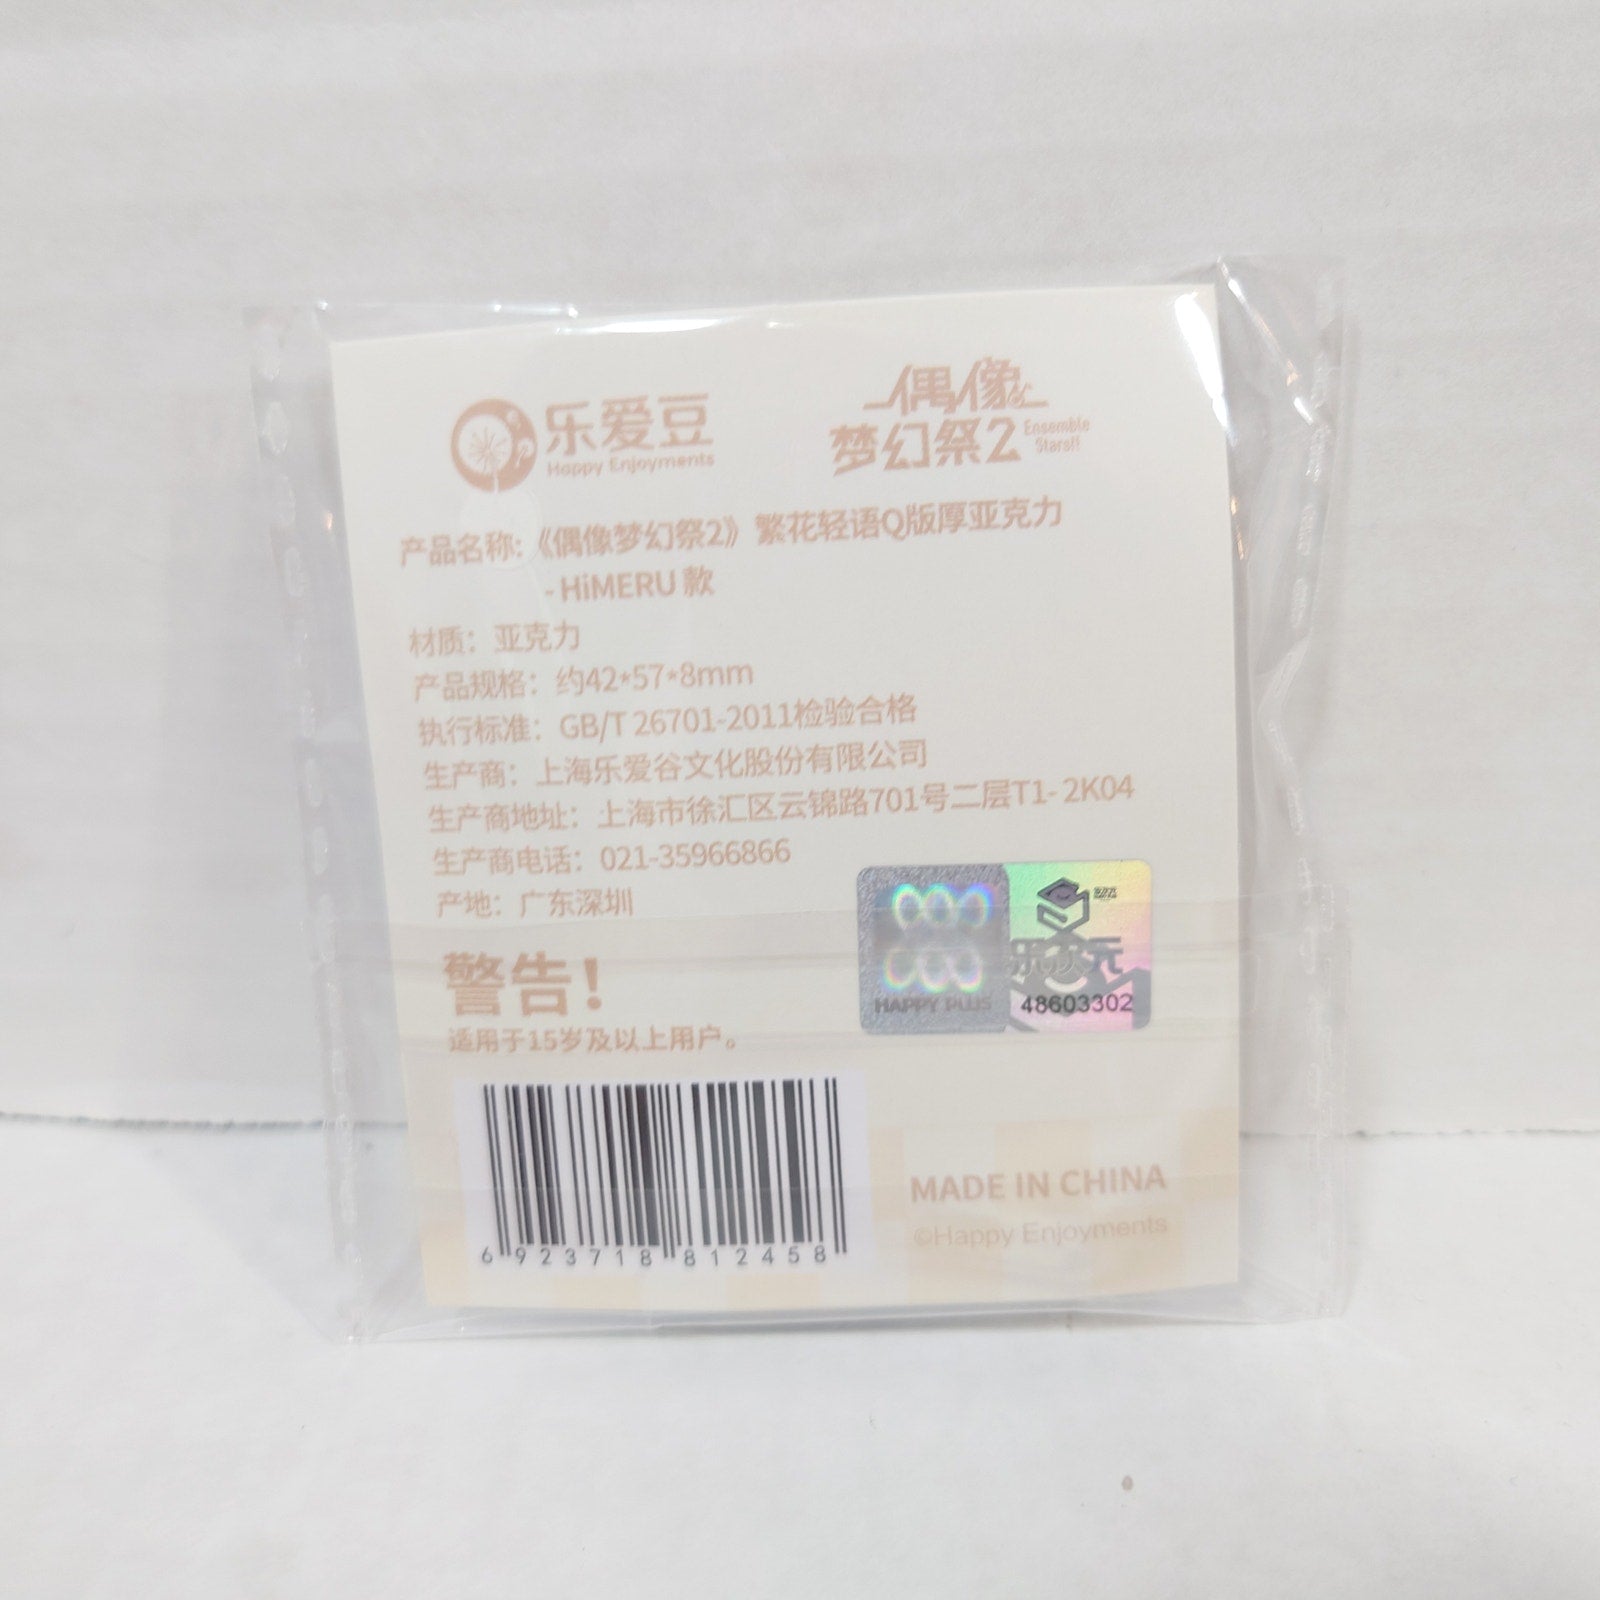 乐爱豆
Happy Enjoyments
偶像
梦幻祭2
Ensemble
Stars!!
产品名称:《偶像梦幻祭2》繁花轻语Q版厚亚克力
- HiMERU 款
材质：亚克力
产品规格：约42*57*8mm
执行标准：GB/T 26701-2011检验合格
生产商：上海乐爱谷文化股份有限公司
生产商地址：上海市徐汇区云锦路701号二层T1- 2K04
生产商电话：021-35966866
产地：广东深圳
HAPPY PLUS
元
48603302
警告！
适用于15岁及以上用户。
6 923718 812458
MADE IN CHINA
©Happy Enjoyments